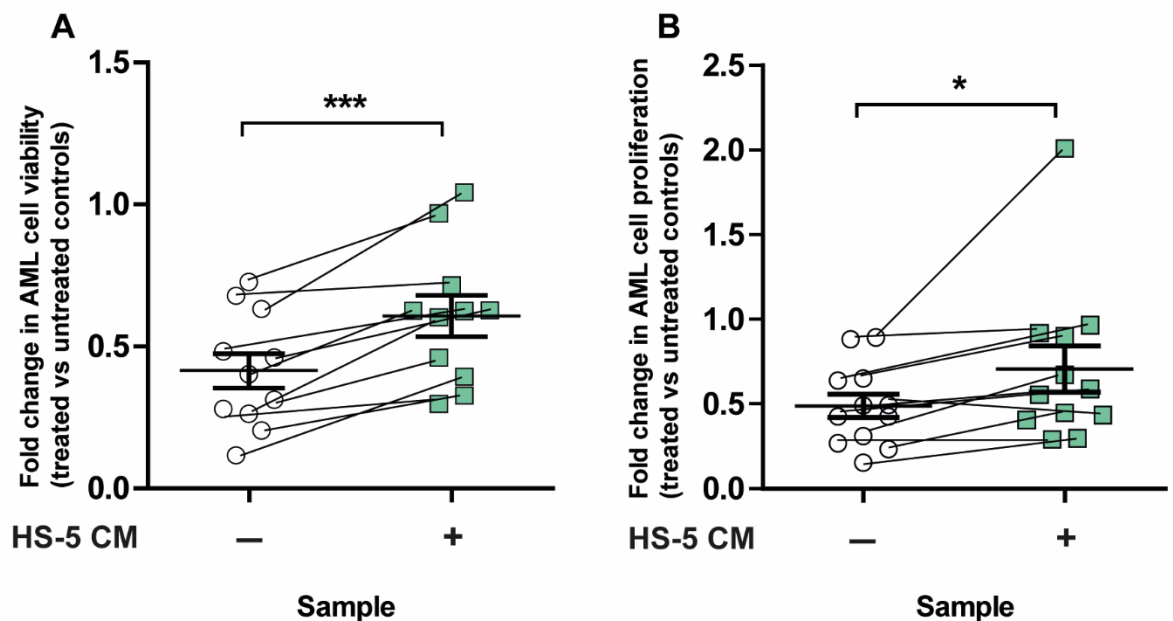 A
Fold change in AML cell viability
(treated vs untreated controls)
1.5
1.0
0.5
0.0
***
HS-5 CM
—
+
Sample
B
Fold change in AML cell proliferation
(treated vs untreated controls)
2.5
2.0
1.5
1.0
0.5
0.0
*
HS-5 CM
—
+
Sample